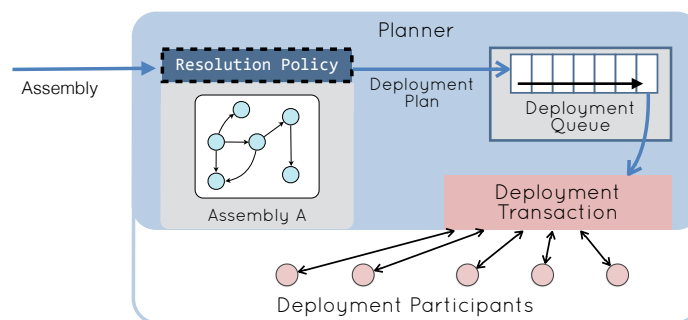 Planner
Resolution Policy
Assembly
Deployment
Plan
Deployment
Queue
Assembly A
Deployment
Transaction
Deployment Participants